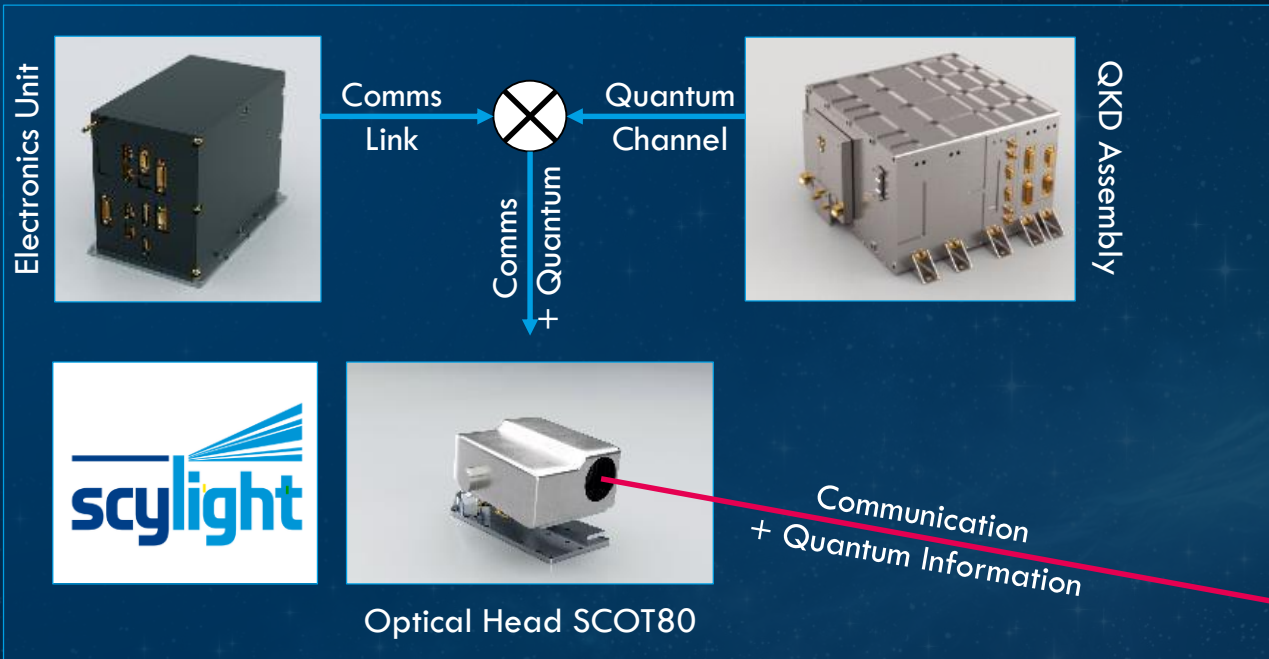 Electronics Unit
Comms
Link
Quantum
Channel
QKD Assembly
Comms
+ Quantum
scylight
Optical Head SCOT80
Communication
+ Quantum Information